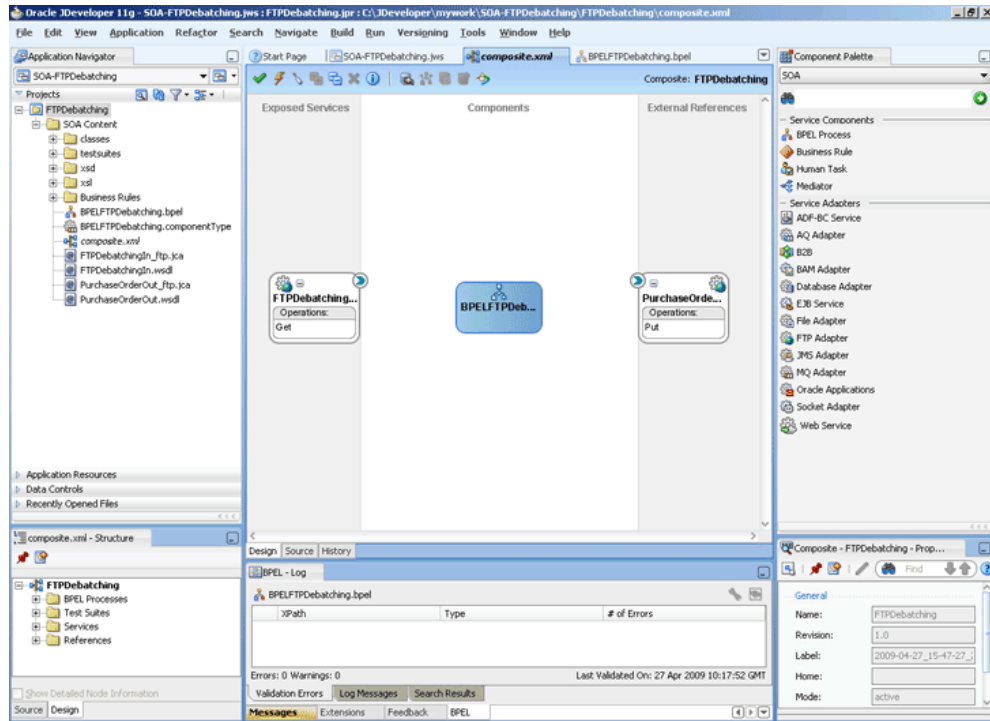 Oracle JDeveloper 11g - SOA-FTPDebatching.jws : FTPDebatching.jpr : C:\JDeveloper\mywork\SOA-FTPDebatching\FTPDebatching\composite.xml
File Edit View Application Refactor Search Navigate Build Run Versioning Tools Window Help
Application Navigator
SOA-FTPDebatching
Projects
FTPDebatching
SOA Content
classes
testsuites
xsd
xsl
Business Rules
BPELFTPDebatching.bpel
BPELFTPDebatching.componentType
composite.xml
FTPDebatchingIn_ftp.jca
FTPDebatchingIn.wsdl
PurchaseOrderOut_ftp.jca
PurchaseOrderOut.wsdl
Application Resources
Data Controls
Recently Opened Files
composite.xml - Structure
FTPDebatching
BPEL Processes
Test Suites
Services
References
Show Detailed Node Information
Source Design
Start Page SOA-FTPDebatching.jws composite.xml BPELFTPDebatching.bpel
Composite: FTPDebatching
Exposed Services Components External References
FTPDebatching...
Operations:
Get
BPELFTPDeb...
PurchaseOrde...
Operations:
Put
Design Source History
BPEL - Log
BPELFTPDebatching.bpel
XPath Type # of Errors
Errors: 0 Warnings: 0 Last Validated On: 27 Apr 2009 10:17:52 GMT
Validation Errors Log Messages Search Results
Messages Extensions Feedback BPEL
Component Palette
SOA
Service Components
BPEL Process
Business Rule
Human Task
Mediator
Service Adapters
ADF-BC Service
AQ Adapter
B2B
BAM Adapter
Database Adapter
EJB Service
File Adapter
FTP Adapter
JMS Adapter
MQ Adapter
Oracle Applications
Socket Adapter
Web Service
Composite - FTPDebatching - Prop...
Find
General
Name: FTPDebatching
Revision: 1.0
Label: 2009-04-27_15-47-27_
Home:
Mode: active